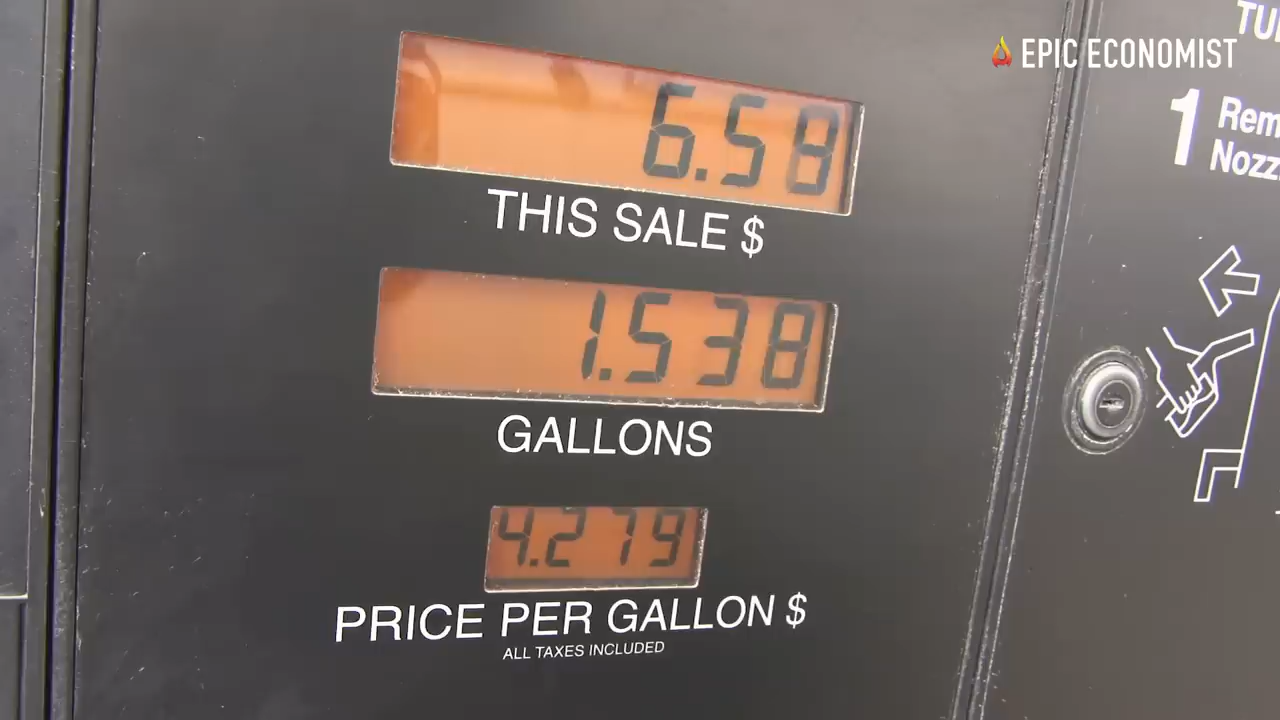 EPIC ECONOMIST
6.58
THIS SALE $
1
1.538
GALLONS
4.279
PRICE PER GALLON $
ALL TAXES INCLUDED